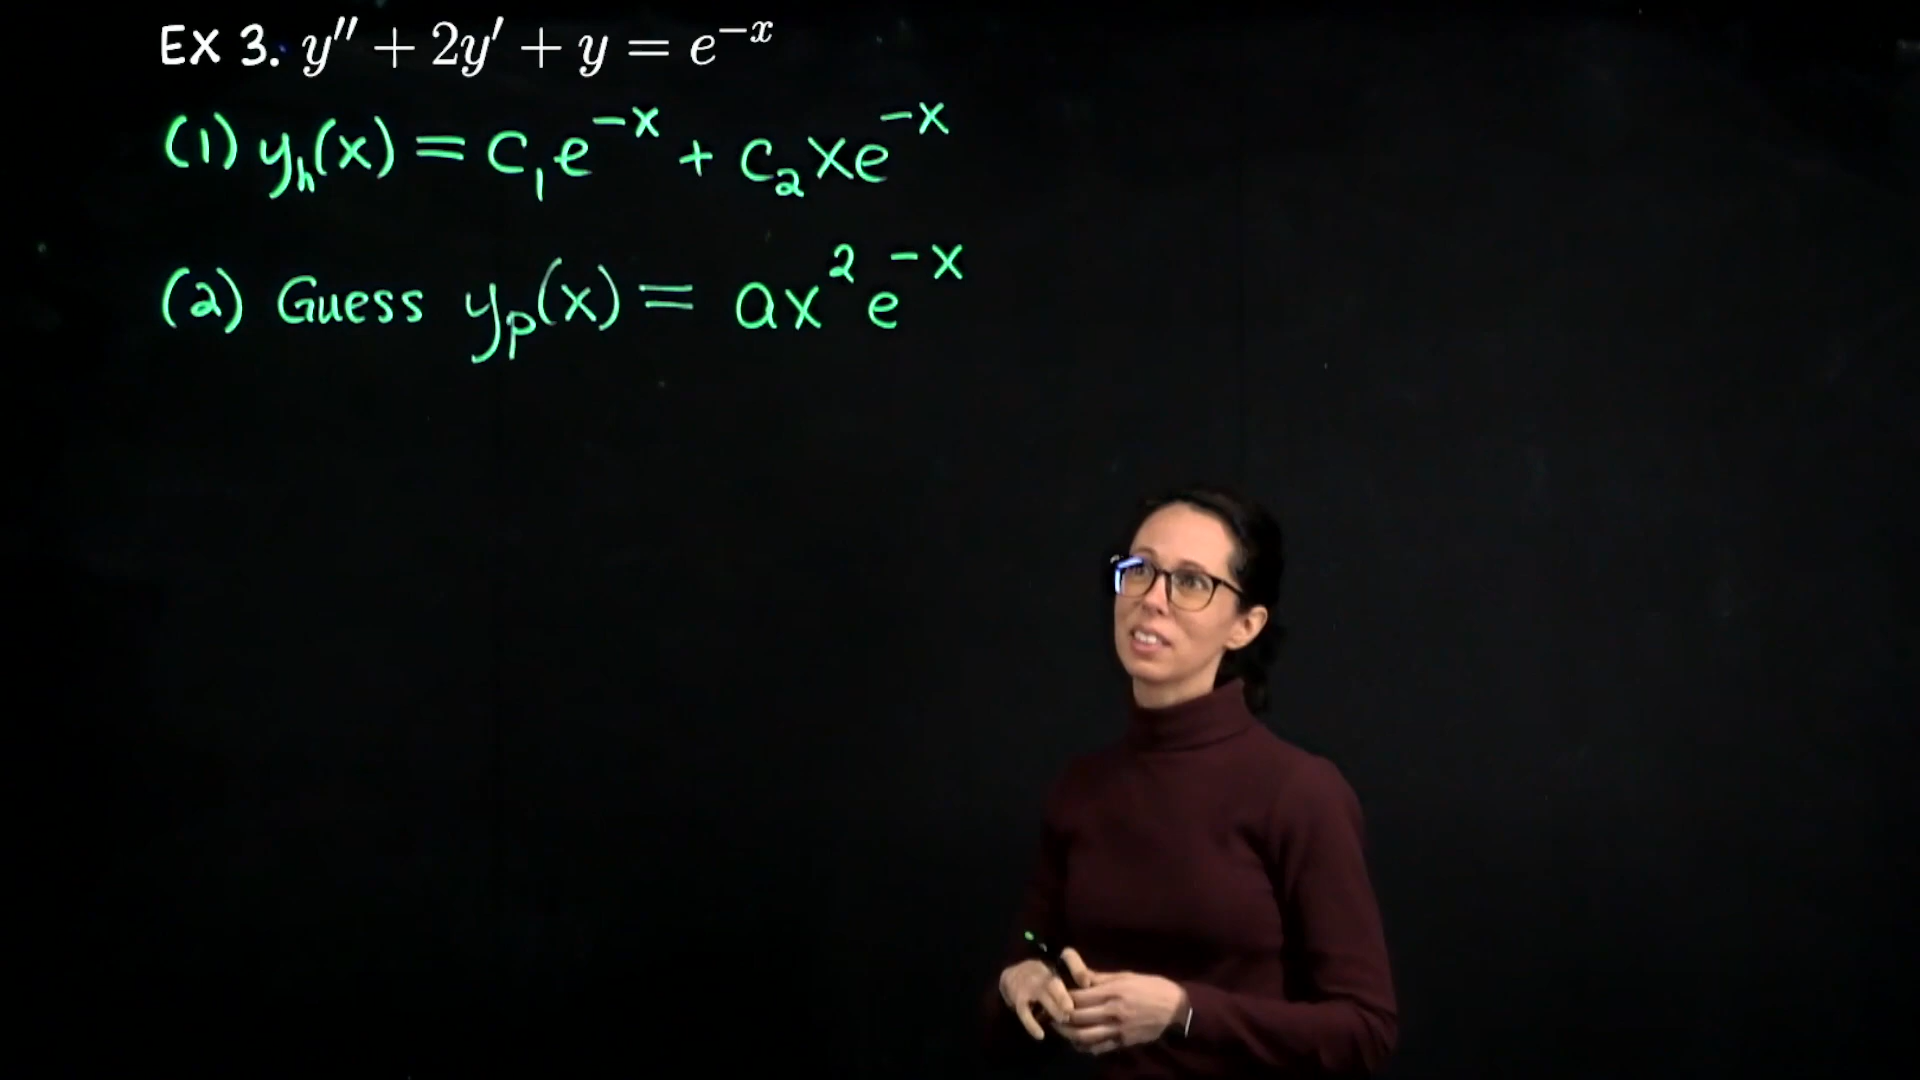 EX 3. y'' + 2y' + y = e^{-x}
(1) y_h(x) = c_1e^{-x} + c_2xe^{-x}
(2) Guess y_p(x) = ax^2e^{-x}